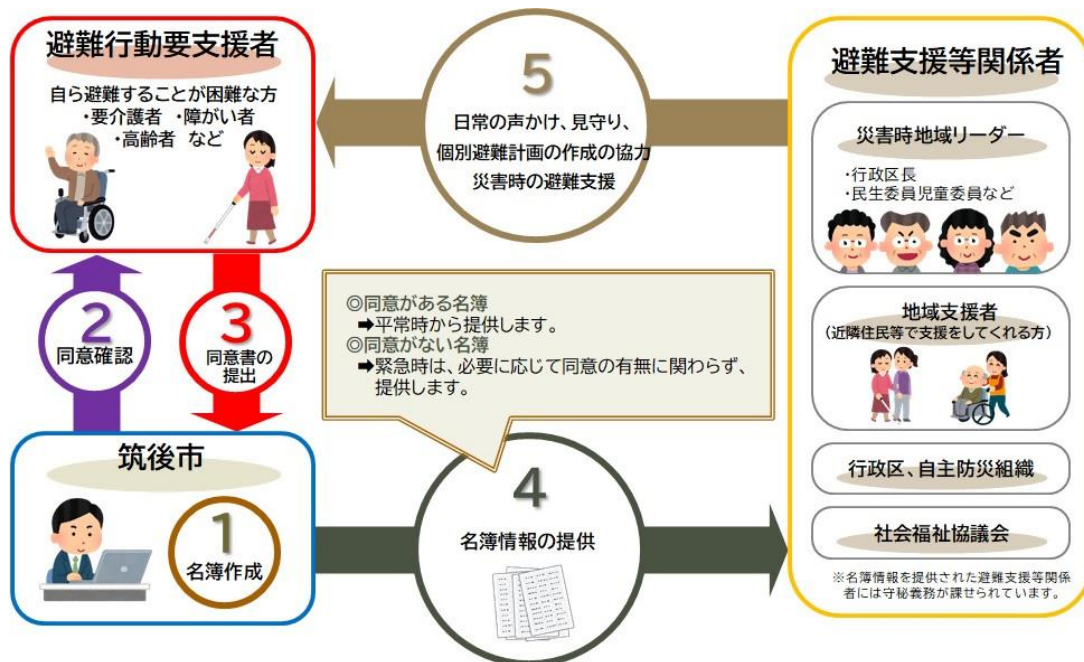 避難行動要支援者
自ら避難することが困難な方
・要介護者 ・障がい者
・高齢者 など
5
日常の声かけ、見守り、
個別避難計画の作成の協力
災害時の避難支援
避難支援等関係者
災害時地域リーダー
・行政区長
・民生委員児童委員など
地域支援者
（近隣住民等で支援をしてくれる方）
行政区、自主防災組織
社会福祉協議会
※名簿情報を提供された避難支援等関係
者には守秘義務が課せられています。
2
同意確認
3
同意書の
提出
◎同意がある名簿
➡平常時から提供します。
◎同意がない名簿
➡緊急時は、必要に応じて同意の有無に関わらず、
提供します。
筑後市
1
名簿作成
4
名簿情報の提供